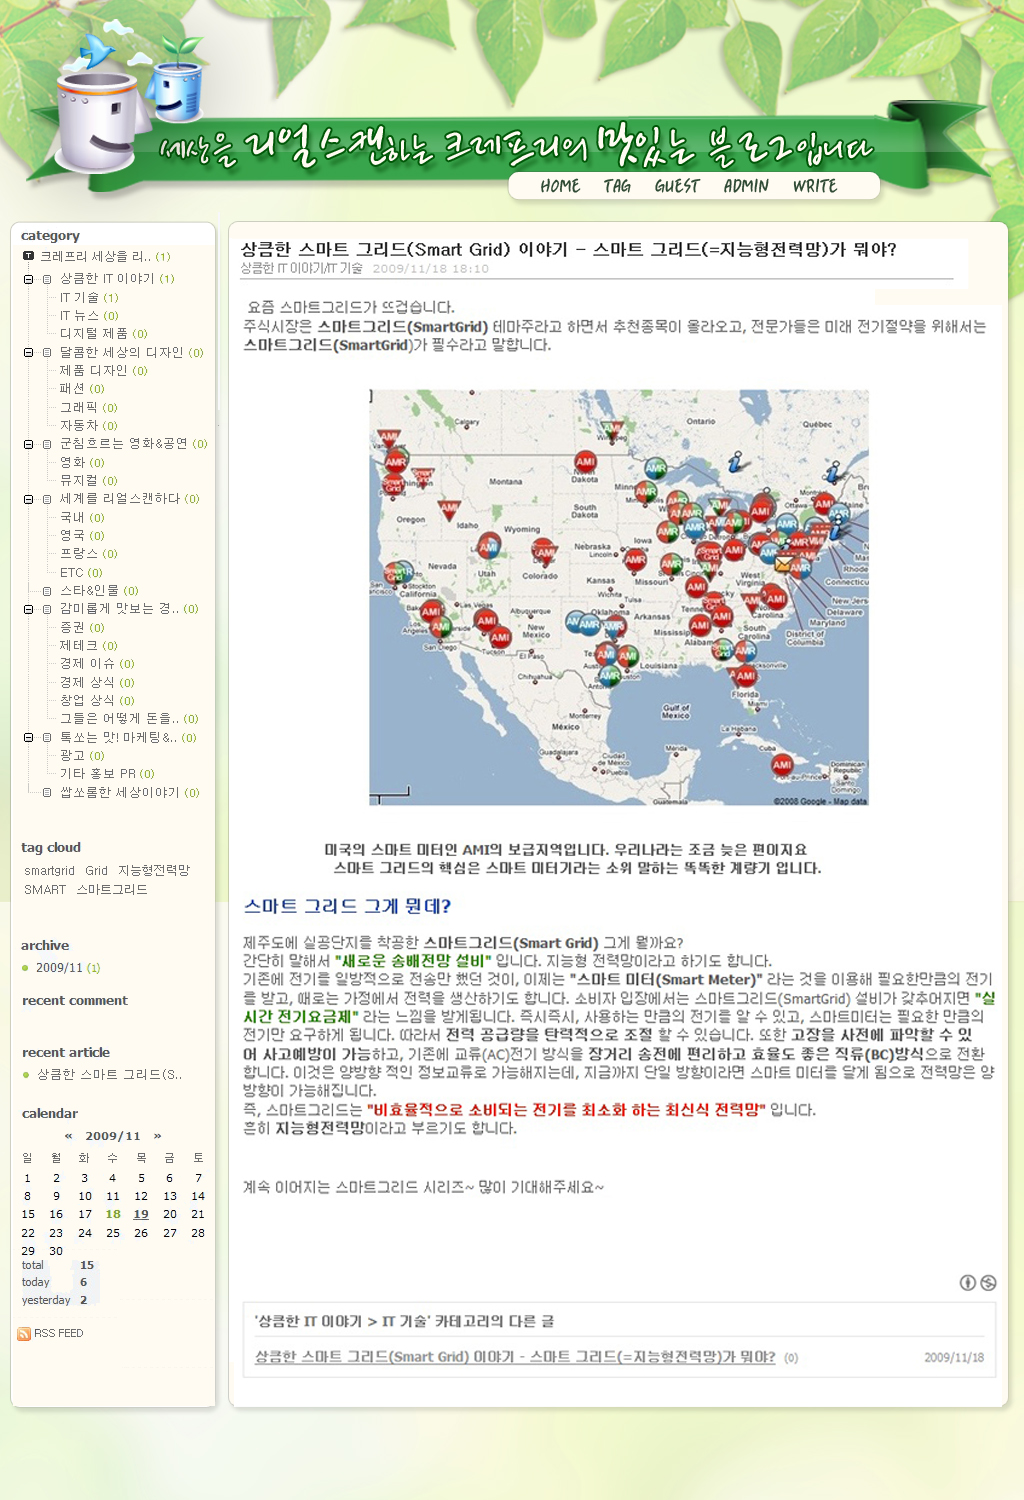 세상을 리얼스캔하는 크레프리의 맛있는 블로그입니다
HOME TAG GUEST ADMIN WRITE
category
크레프리 세상을 리.. (1)
상큼한 IT 이야기 (1)
IT 기술 (1)
IT 뉴스 (0)
디지털 제품 (0)
달콤한 세상의 디자인 (0)
제품 디자인 (0)
패션 (0)
그래픽 (0)
자동차 (0)
군침흐르는 영화&공연 (0)
영화 (0)
뮤지컬 (0)
세계를 리얼스캔하다 (0)
국내 (0)
영국 (0)
프랑스 (0)
ETC (0)
스타&인물 (0)
감미롭게 맛보는 경.. (0)
증권 (0)
재테크 (0)
경제 이슈 (0)
경제 상식 (0)
창업 상식 (0)
그들은 어떻게 돈을.. (0)
톡쏘는 맛! 마케팅&.. (0)
광고 (0)
기타 홍보 PR (0)
쌉쏘롬한 세상이야기 (0)
tag cloud
smartgrid Grid 지능형전력망
SMART 스마트그리드
archive
2009/11 (1)
recent comment
recent article
상큼한 스마트 그리드(S..
calendar
« 2009/11 »
일 월 화 수 목 금 토
1 2 3 4 5 6 7
8 9 10 11 12 13 14
15 16 17 18 19 20 21
22 23 24 25 26 27 28
29 30
total 15
today 6
yesterday 2
RSS FEED
상큼한 스마트 그리드(Smart Grid) 이야기 - 스마트 그리드(=지능형전력망)가 뭐야?
상큼한 IT 이야기/IT 기술 2009/11/18 18:10
요즘 스마트그리드가 뜨겁습니다.
주식시장은 스마트그리드(SmartGrid) 테마주라고 하면서 추천종목이 올라오고, 전문가들은 미래 전기절약을 위해서는
스마트그리드(SmartGrid)가 필수라고 말합니다.
Calgary
Winnipeg
Ontario
Québec
Vancouver
Montana
North Dakota
Minnesota
Ottawa
Montréal
Oregon
Idaho
Wyoming
South Dakota
Nebraska
Iowa
Nevada
Utah
Colorado
Kansas
Missouri
West Virginia
Sacramento
Stockholm
San Francisco
California
Las Vegas
Los Angeles
San Diego
Albuquerque
New Mexico
Tucson
El Paso
Wichita
Tulsa
Oklahoma
Arkansas
Mississippi
Tennessee
Alabama
South Carolina
Kentucky
Texas
Austin
Louisiana
Jacksonville
Florida
Miami
Massachusetts
Rhode
Connecticut
New Jersey
Delaware
Maryland
District of Columbia
Chihuahua
Monterrey
México
Gulf of Mexico
Guadalajara
Ciudad de México
Puebla
Mérida
La Habana
Cuba
Port-au-Prince
Dominican Republic
Santo Domingo
Guatemala
©2008 Google - Map data
미국의 스마트 미터인 AMI의 보급지역입니다. 우리나라는 조금 늦은 편이지요
스마트 그리드의 핵심은 스마트 미터기라는 소위 말하는 똑똑한 계량기 입니다.
스마트 그리드 그게 뭔데?
제주도에 실공단지를 착공한 스마트그리드(Smart Grid) 그게 뭘까요?
간단히 말해서 "새로운 송배전망 설비" 입니다. 지능형 전력망이라고 하기도 합니다.
기존에 전기를 일방적으로 전송만 했던 것이, 이제는 "스마트 미터(Smart Meter)" 라는 것을 이용해 필요한만큼의 전기
를 받고, 때로는 가정에서 전력을 생산하기도 합니다. 소비자 입장에서는 스마트그리드(SmartGrid) 설비가 갖추어지면 "실
시간 전기요금제" 라는 느낌을 받게됩니다. 즉시즉시, 사용하는 만큼의 전기를 알 수 있고, 스마트미터는 필요한 만큼의
전기만 요구하게 됩니다. 따라서 전력 공급량을 탄력적으로 조절 할 수 있습니다. 또한 고장을 사전에 파악할 수 있
어 사고예방이 가능하고, 기존에 교류(AC)전기 방식을 장거리 송전에 편리하고 효율도 좋은 직류(BC)방식으로 전환
합니다. 이것은 양방향 적인 정보교류로 가능해지는데, 지금까지 단일 방향이라면 스마트 미터를 달게 됨으로 전력망은 양
방향이 가능해집니다.
즉, 스마트그리드는 "비효율적으로 소비되는 전기를 최소화 하는 최신식 전력망" 입니다.
흔히 지능형전력망이라고 부르기도 합니다.
계속 이어지는 스마트그리드 시리즈~ 많이 기대해주세요~
'상큼한 IT 이야기 > IT 기술' 카테고리의 다른 글
상큼한 스마트 그리드(Smart Grid) 이야기 - 스마트 그리드(=지능형전력망)가 뭐야? (0) 2009/11/18